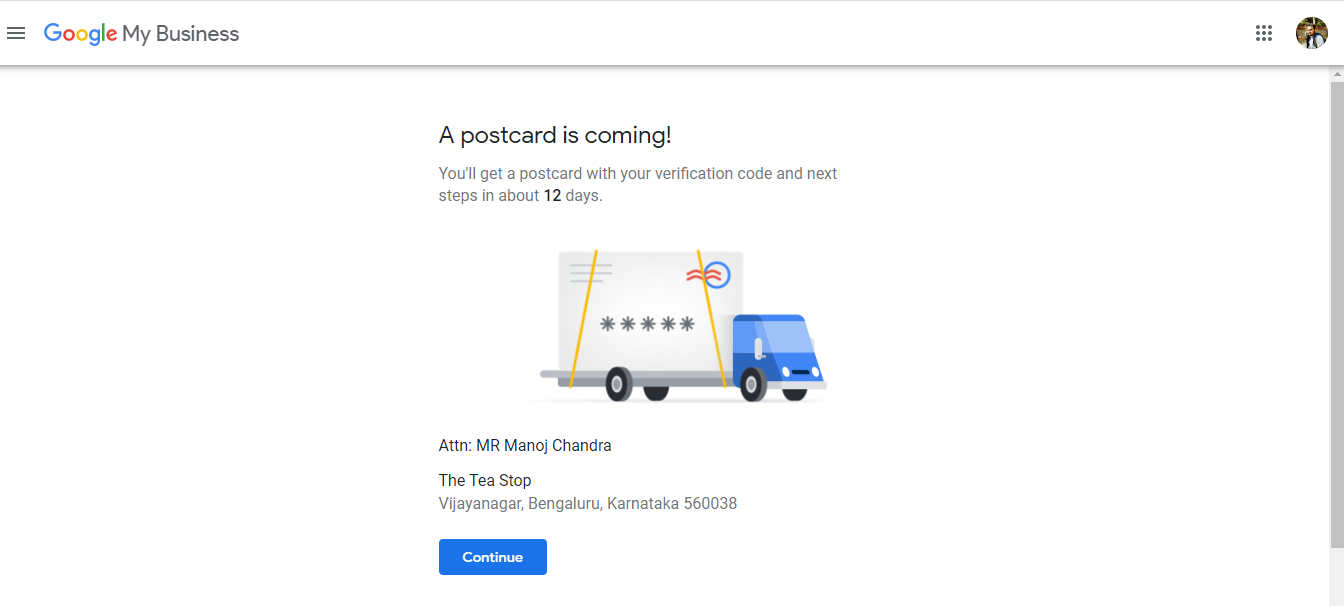 Google My Business
A postcard is coming!
You'll get a postcard with your verification code and next
steps in about 12 days.
*****
Attn: MR Manoj Chandra
The Tea Stop
Vijayanagar, Bengaluru, Karnataka 560038
Continue